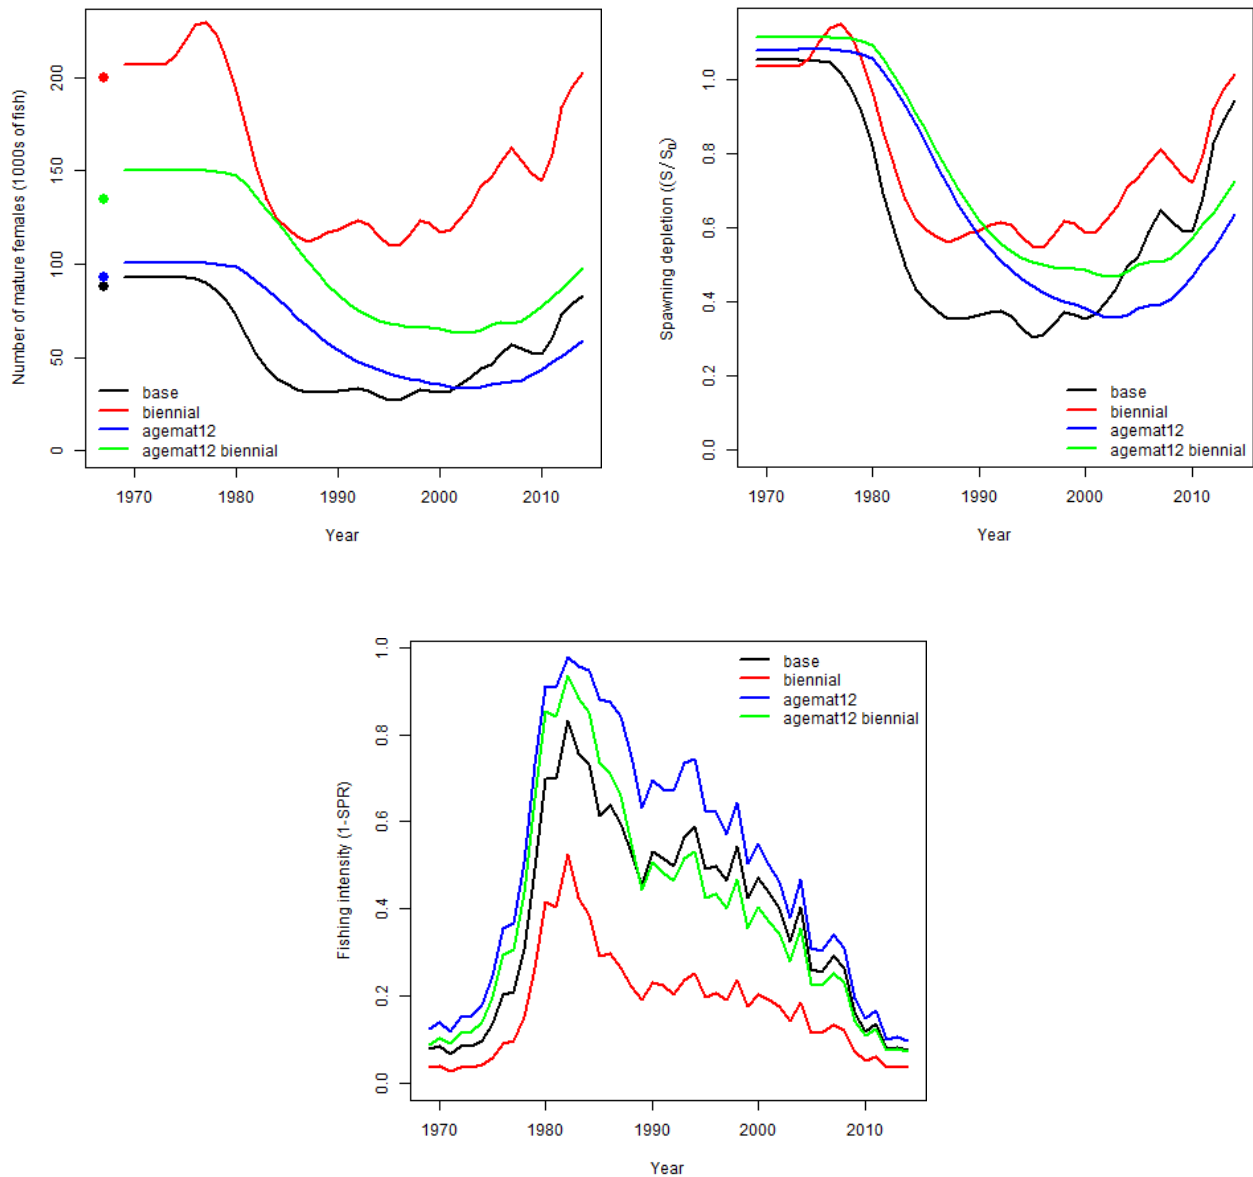 Number of mature females (1000s of fish)
200
150
100
50
0
base
biennial
agemat12
agemat12 biennial
1970 1980 1990 2000 2010
Year
Spawning depletion ((S/S0)
1.0
0.8
0.6
0.4
0.2
0.0
base
biennial
agemat12
agemat12 biennial
1970 1980 1990 2000 2010
Year
Fishing intensity (1-SPR)
1.0
0.8
0.6
0.4
0.2
0.0
base
biennial
agemat12
agemat12 biennial
1970 1980 1990 2000 2010
Year